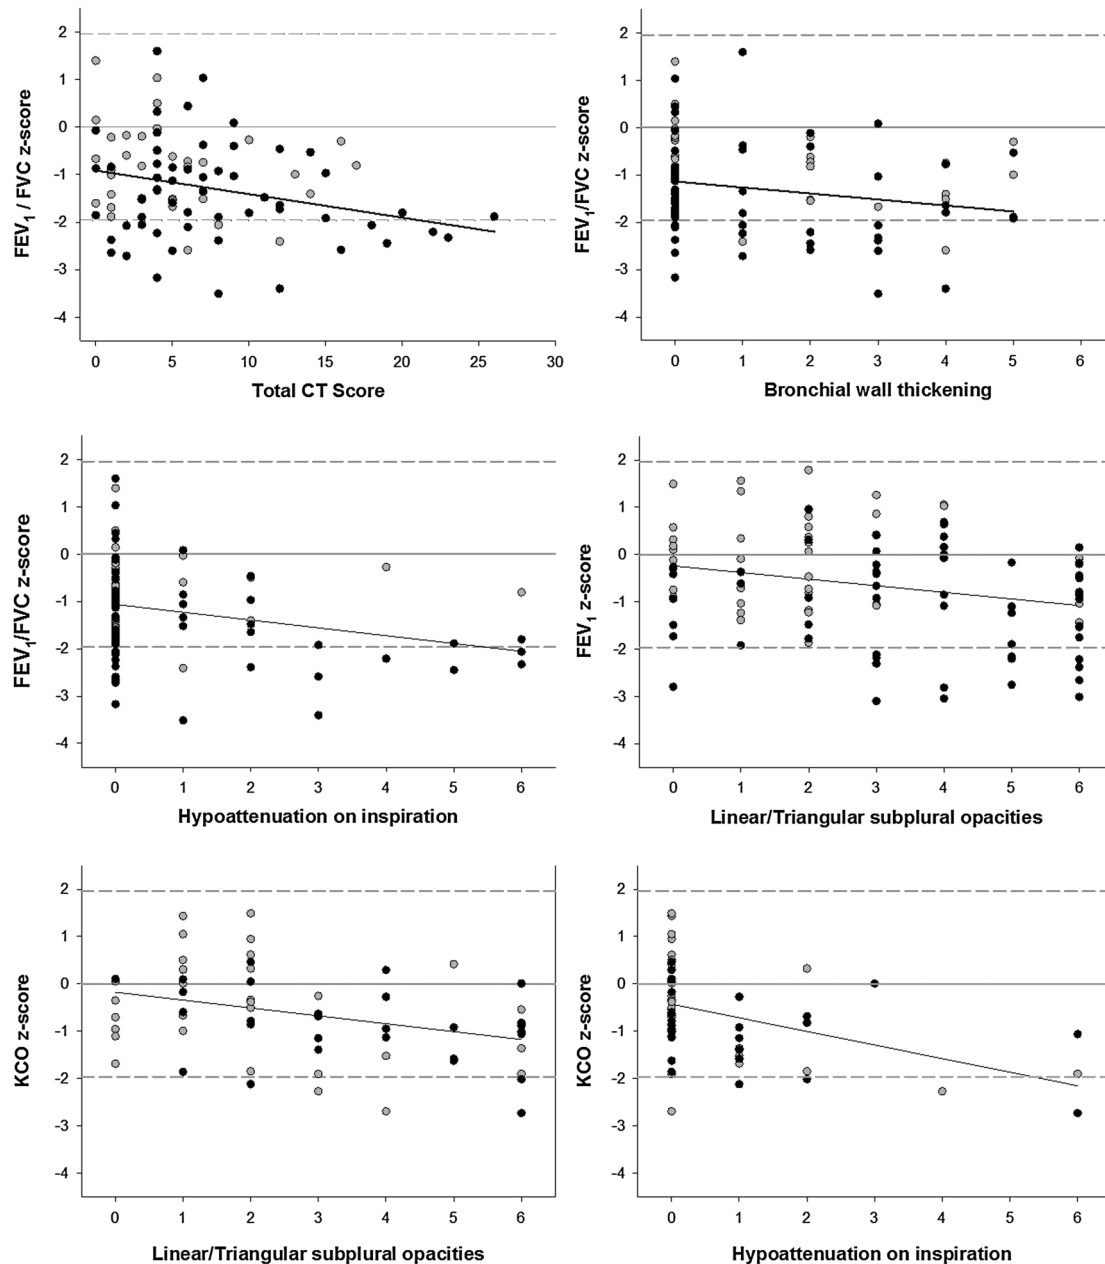 FEV1 / FVC z-score
2
1
0
-1
-2
-3
-4
0 5 10 15 20 25 30
Total CT Score
FEV1/FVC z-score
2
1
0
-1
-2
-3
-4
0 1 2 3 4 5 6
Bronchial wall thickening
FEV1/FVC z-score
2
1
0
-1
-2
-3
-4
0 1 2 3 4 5 6
Hypoattenuation on inspiration
FEV1 z-score
2
1
0
-1
-2
-3
-4
0 1 2 3 4 5 6
Linear/Triangular subplural opacities
KCO z-score
2
1
0
-1
-2
-3
-4
0 1 2 3 4 5 6
Linear/Triangular subplural opacities
KCO z-score
2
1
0
-1
-2
-3
-4
0 1 2 3 4 5 6
Hypoattenuation on inspiration